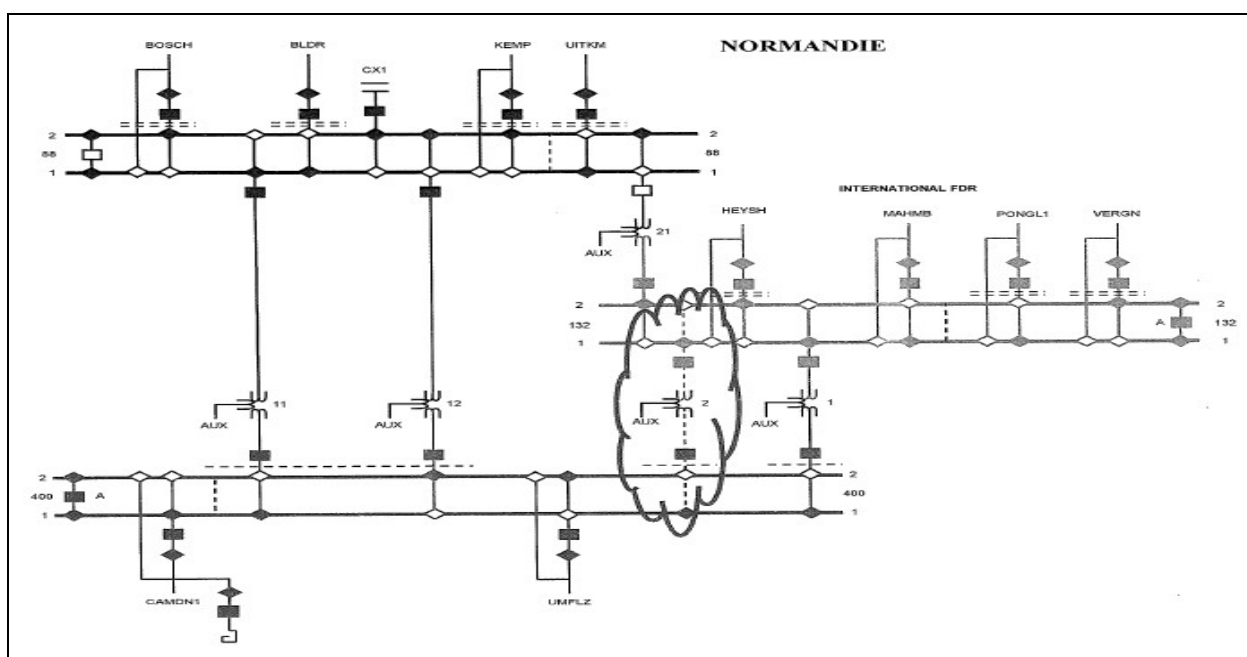 BOSCH BLDR KEMP UITKM NORMANDIE
CX1
2 2
88 88
1 1
INTERNATIONAL FDR
HEYSH MAHMB PONGL1 VERGN
21
AUX
2 2
132 A 132
1 1
11 12 2 1
AUX AUX AUX AUX
2 2
400 A 400
1 1
CAMDN1 UMFLZ